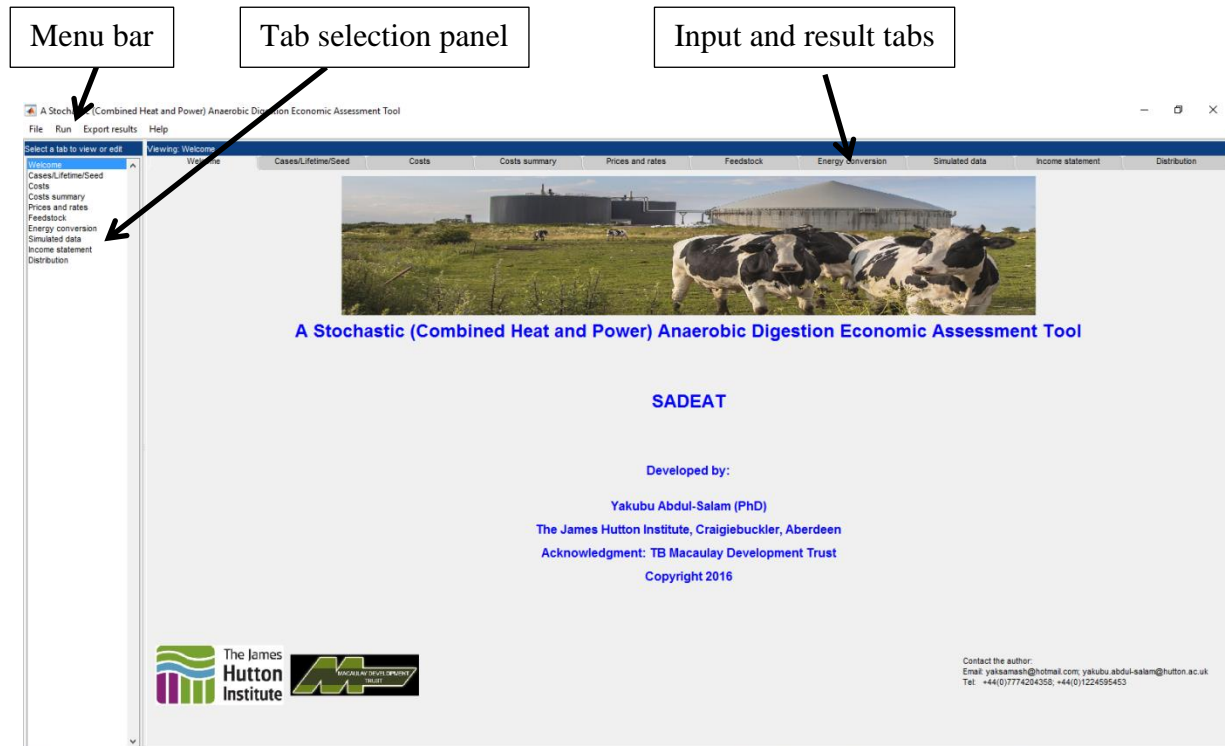 Menu bar
Tab selection panel
Input and result tabs
A Stochastic (Combined Heat and Power) Anaerobic Digestion Economic Assessment Tool
File Run Export results Help
Select a tab to view or edit
Viewing: Welcome
Welcome Cases/Lifetime/Seed Costs Costs summary Prices and rates Feedstock Energy conversion Simulated data Income statement Distribution
Welcome
Cases/Lifetime/Seed
Costs
Costs summary
Prices and rates
Feedstock
Energy conversion
Simulated data
Income statement
Distribution
A Stochastic (Combined Heat and Power) Anaerobic Digestion Economic Assessment Tool
SADEAT
Developed by:
Yakubu Abdul-Salam (PhD)
The James Hutton Institute, Craigiebuckler, Aberdeen
Acknowledgment: TB Macaulay Development Trust
Copyright 2016
The James
Hutton
Institute
MACAULAY DEVELOPMENT
TRUST
Contact the author:
Email: yaksamash@hotmail.com; yakubu.abdul-salam@hutton.ac.uk
Tel: +44(0)7774204358; +44(0)1224595453